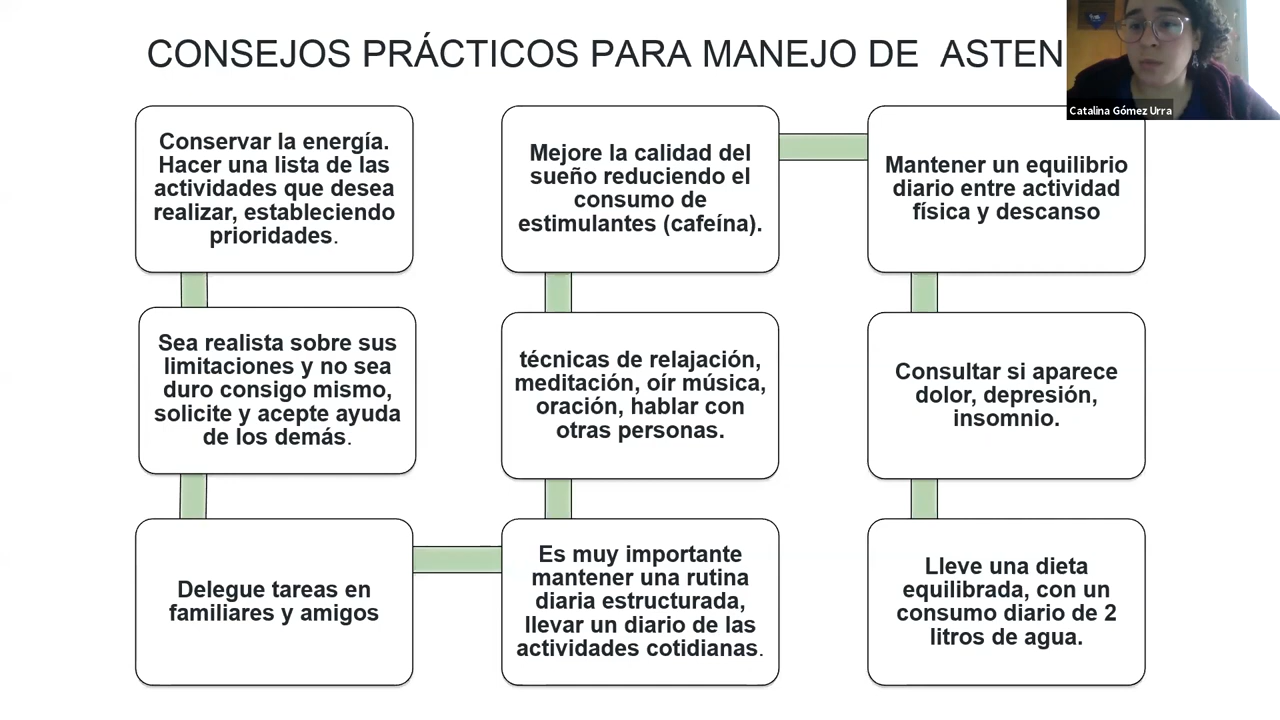 CONSEJOS PRÁCTICOS PARA MANEJO DE ASTEN
Catalina Gómez Urra
Conservar la energía.
Hacer una lista de las
actividades que desea
realizar, estableciendo
prioridades.
Sea realista sobre sus
limitaciones y no sea
duro consigo mismo,
solicite y acepte ayuda
de los demás.
Delegue tareas en
familiares y amigos
Es muy importante
mantener una rutina
diaria estructurada,
llevar un diario de las
actividades cotidianas.
técnicas de relajación,
meditación, oír música,
oración, hablar con
otras personas.
Mejore la calidad del
sueño reduciendo el
consumo de
estimulantes (cafeína).
Mantener un equilibrio
diario entre actividad
física y descanso
Consultar si aparece
dolor, depresión,
insomnio.
Lleve una dieta
equilibrada, con un
consumo diario de 2
litros de agua.